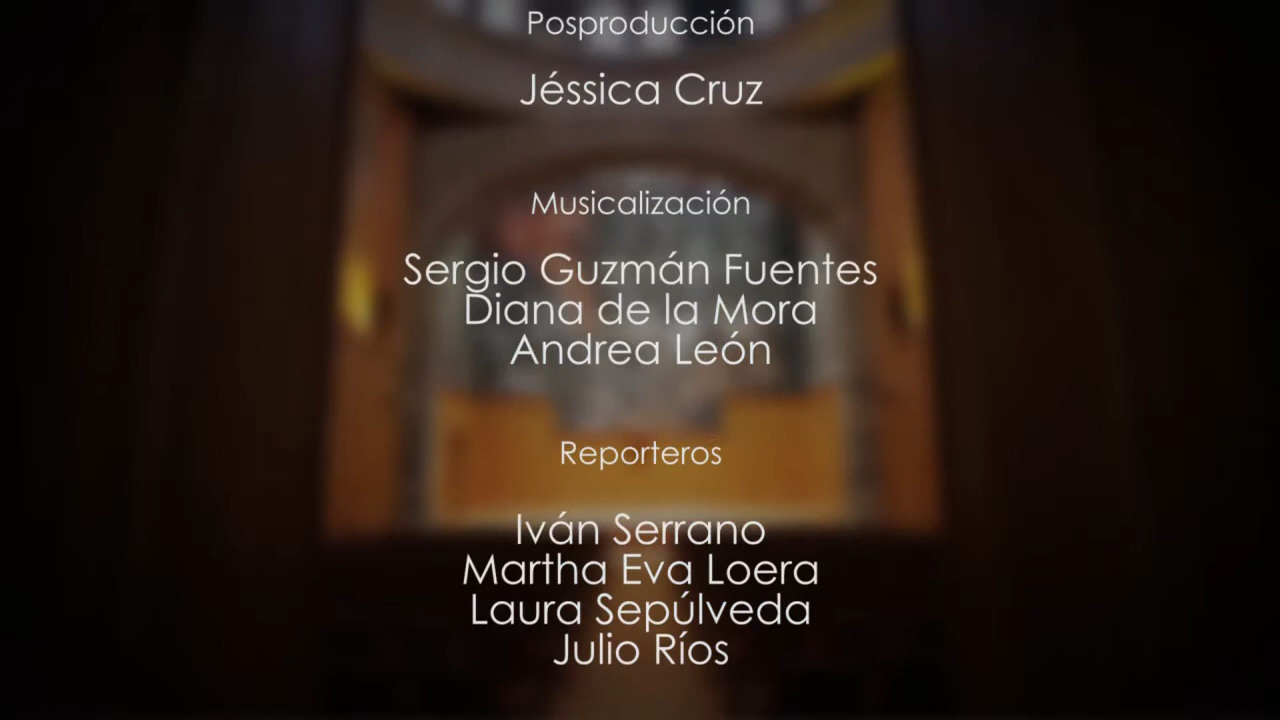 Posproducción
Jéssica Cruz
Musicalización
Sergio Guzmán Fuentes
Diana de la Mora
Andrea León
Reporteros
Iván Serrano
Martha Eva Loera
Laura Sepúlveda
Julio Ríos